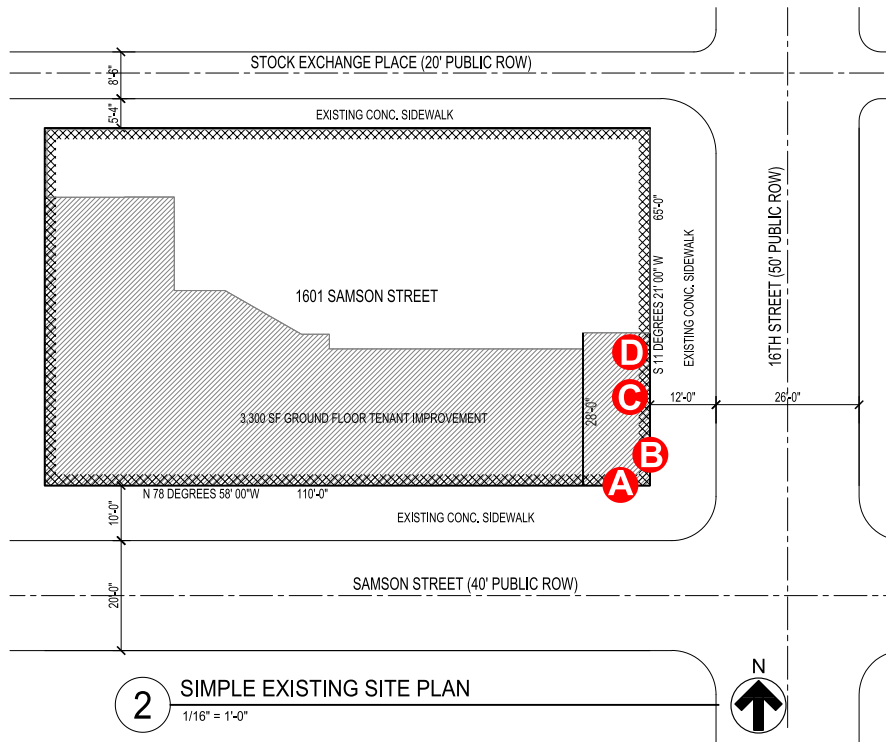 STOCK EXCHANGE PLACE (20' PUBLIC ROW)
8'-6"
5'-4"
EXISTING CONC. SIDEWALK
65'-0"
S 11 DEGREES 21' 00" W
EXISTING CONC. SIDEWALK
16TH STREET (50' PUBLIC ROW)
1601 SAMSON STREET
D
C
12'-0"
26'-0"
3,300 SF GROUND FLOOR TENANT IMPROVEMENT
28'-0"
B
A
N 78 DEGREES 58' 00"W
110'-0"
10'-0"
EXISTING CONC. SIDEWALK
20'-0"
SAMSON STREET (40' PUBLIC ROW)
N
2
SIMPLE EXISTING SITE PLAN
1/16" = 1'-0"